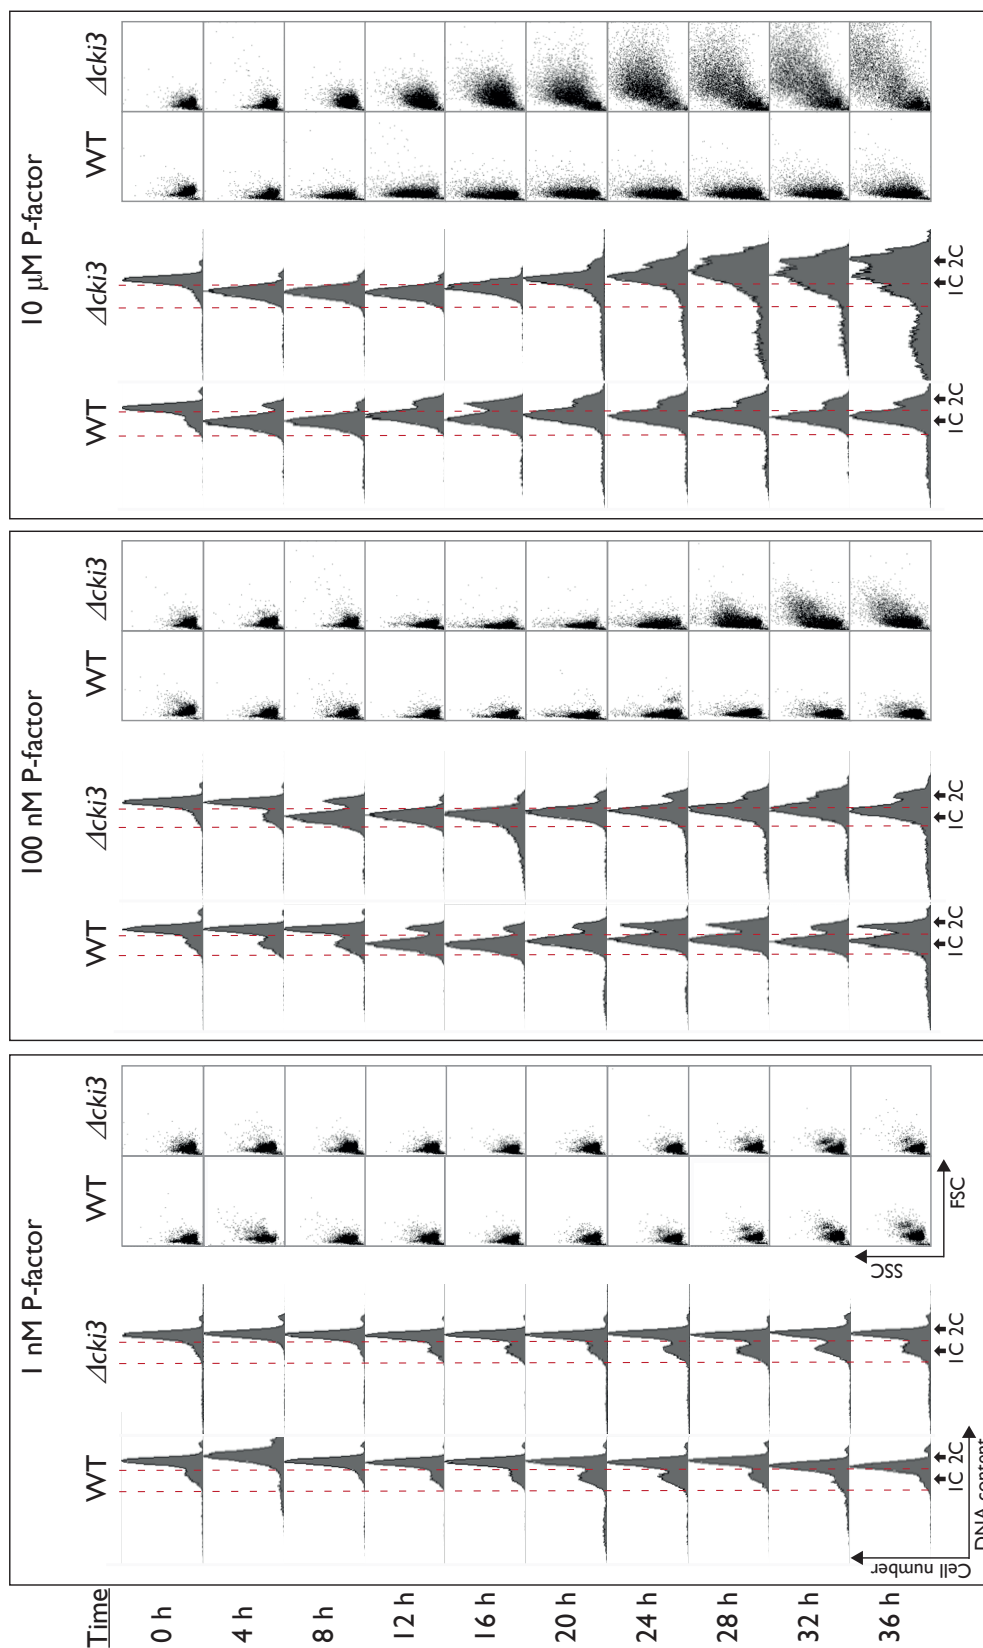 1 nM P-factor
100 nM P-factor
10 μM P-factor
Time
WT
Δcki3
WT
Δcki3
WT
Δcki3
WT
Δcki3
WT
Δcki3
WT
Δcki3
0 h
4 h
8 h
12 h
16 h
20 h
24 h
28 h
32 h
36 h
Cell number
1C 2C
1C 2C
SSC
FSC
1C 2C
1C 2C
1C 2C
1C 2C
DNA content